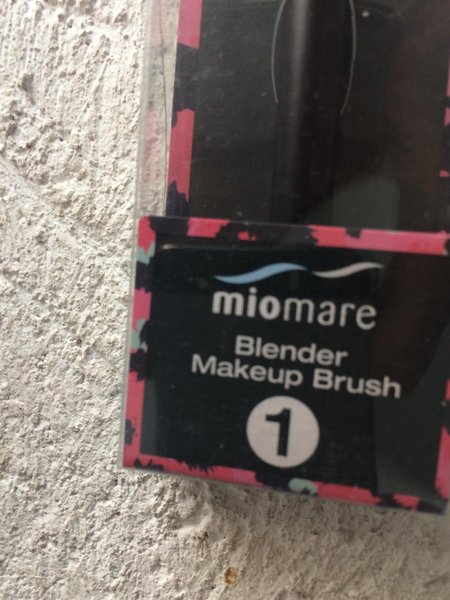 miomare
Blender
Makeup Brush
1